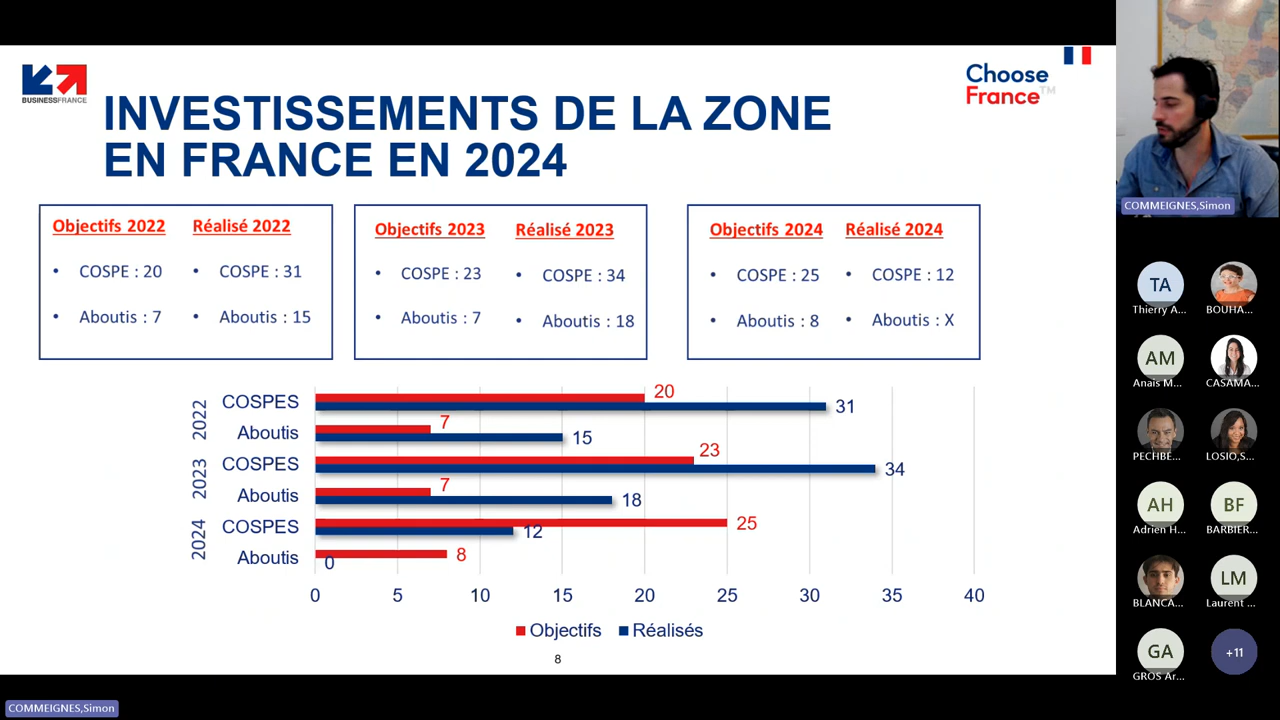 BUSINESSFRANCE
Choose
France™
INVESTISSEMENTS DE LA ZONE
EN FRANCE EN 2024
Objectifs 2022 Réalisé 2022
• COSPE : 20 • COSPE : 31
• Aboutis : 7 • Aboutis : 15
Objectifs 2023 Réalisé 2023
• COSPE : 23 • COSPE : 34
• Aboutis : 7 • Aboutis : 18
Objectifs 2024 Réalisé 2024
• COSPE : 25 • COSPE : 12
• Aboutis : 8 • Aboutis : X
2022
COSPES 20 31
Aboutis 7 15
2023
COSPES 23 34
Aboutis 7 18
2024
COSPES 25 12
Aboutis 8 0
0 5 10 15 20 25 30 35 40
Objectifs Réalisés
8
COMMEIGNES,Simon
COMMEIGNES,Simon
TA
Thierry A... BOUHA...
AM
Anais M... CASAMA...
PECHBE... LOSIO,S...
AH BF
Adrien H... BARBIER...
LM
BLANCA... Laurent ...
GA +11
GROS Ar...